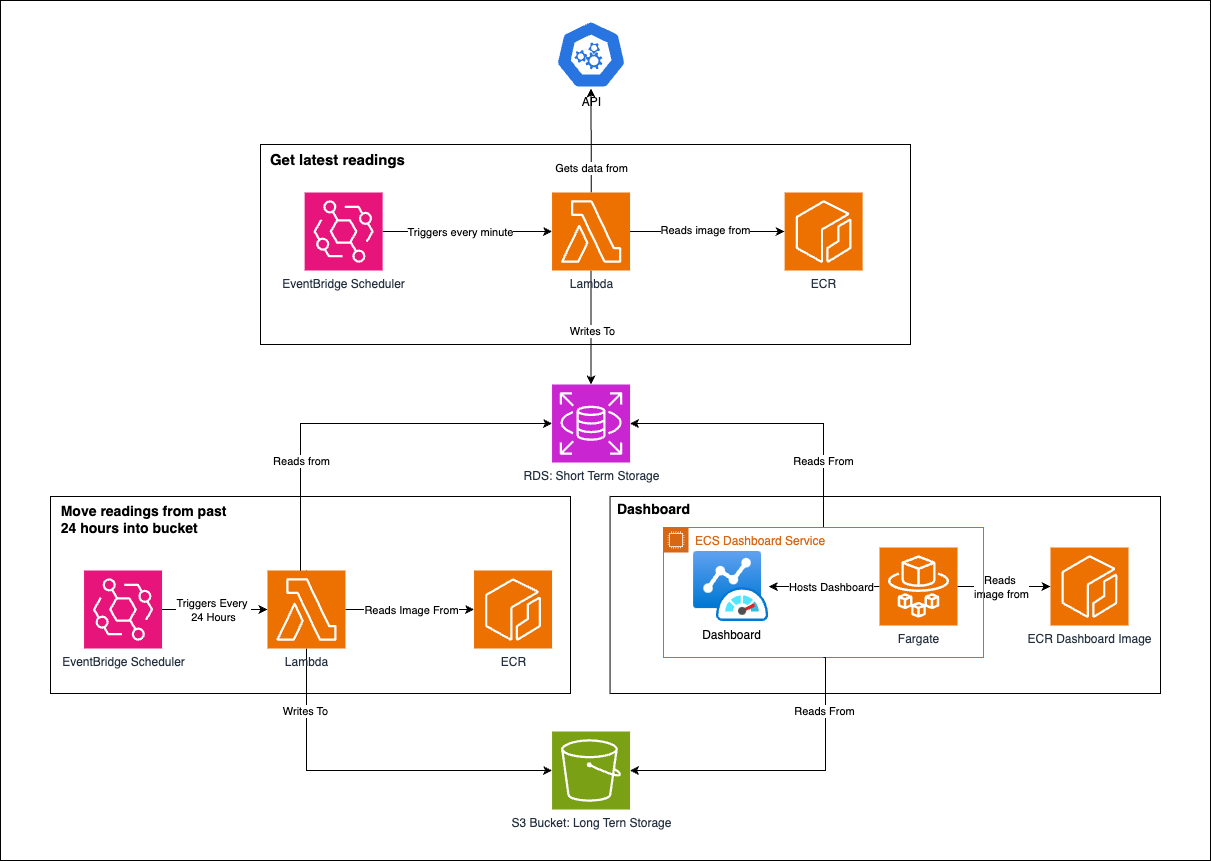 API
Get latest readings
Gets data from
Triggers every minute
Reads image from
EventBridge Scheduler
Lambda
ECR
Writes To
Reads from
RDS: Short Term Storage
Reads From
Move readings from past
24 hours into bucket
Triggers Every
24 Hours
Reads Image From
EventBridge Scheduler
Lambda
ECR
Writes To
Dashboard
ECS Dashboard Service
Hosts Dashboard
Reads
image from
Dashboard
Fargate
ECR Dashboard Image
Reads From
S3 Bucket: Long Tern Storage